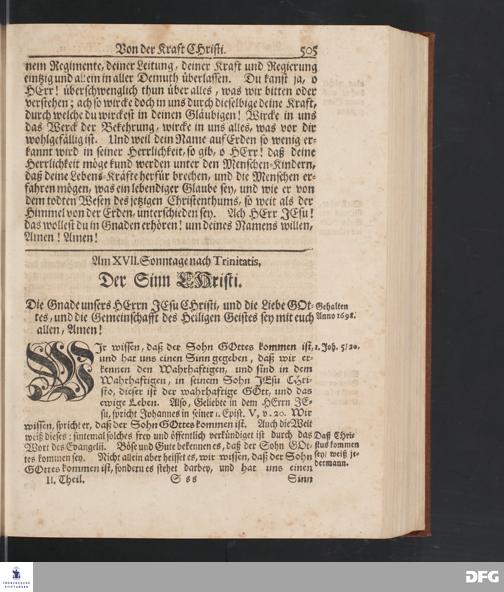 Von der Kraft CHristi. 505
nem Regimente, deiner Leitung, deiner Kraft und Regierung
eintzig und allein in aller Demuth überlassen. Du kanst ja, o
HErr! überschwenglich thun über alles, was wir bitten oder
verstehen; ach so wircke doch in uns durch dieselbige deine Kraft,
durch welche du wirckest in deinen Gläubigen! Wircke in uns
das Werck der Bekehrung, wircke in uns alles, was vor dir
wohlgefällig ist. Und weil dein Name auf Erden so wenig er-
kannt wird in seiner Herrlichkeit, so gib, o HErr! daß deine
Herrlichkeit möge kund werden unter den Menschen-Kindern,
daß deine Lebens-Kräfte herfür brechen, und die Menschen er-
fahren mögen, was ein lebendiger Glaube sey, und wie er von
dem todten Wesen des jetzigen Christenthums, so weit als der
Himmel von der Erden, unterschieden sey. Ach HErr JEsu!
das wollest du in Gnaden erhören! um deines Namens willen,
Amen! Amen!
Am XVII. Sonntage nach Trinitatis,
Der Sinn CHristi.
Die Gnade unsers HErrn JEsu CHristi, und die Liebe GOt-
tes, und die Gemeinschafft des Heiligen Geistes sey mit euch
allen, Amen!
Gehalten
Anno 1698.
WIr wissen, daß der Sohn GOttes kommen ist,
und hat uns einen Sinn gegeben, daß wir er-
kennen den Wahrhaftigen, und sind in dem
Wahrhaftigen, in seinem Sohn JEsu CHri-
sto, dieser ist der wahrhaftige GOtt, und das
ewige Leben. Also, Geliebte in dem HErrn JE-
su, spricht Johannes in seiner 1. Epist. V, v. 20. Wir
wissen, spricht er, daß der Sohn GOttes kommen ist. Auch die Welt
weiß dieses: sintemal solches frey und öffentlich verkündiget ist durch das
Wort des Evangelii. Böse und Gute bekennen es, daß der Sohn GOt-
tes kommen sey. Nicht allein aber heisset es, wir wissen, daß der Sohn
GOttes kommen ist, sondern es stehet darbey, und hat uns einen
1. Joh. 5/20.
Daß Chri-
stus kommen
sey/ weiß je-
dermann.
II. Theil. S s s Sinn
FRANCKESCHE
STIFTUNGEN
DFG